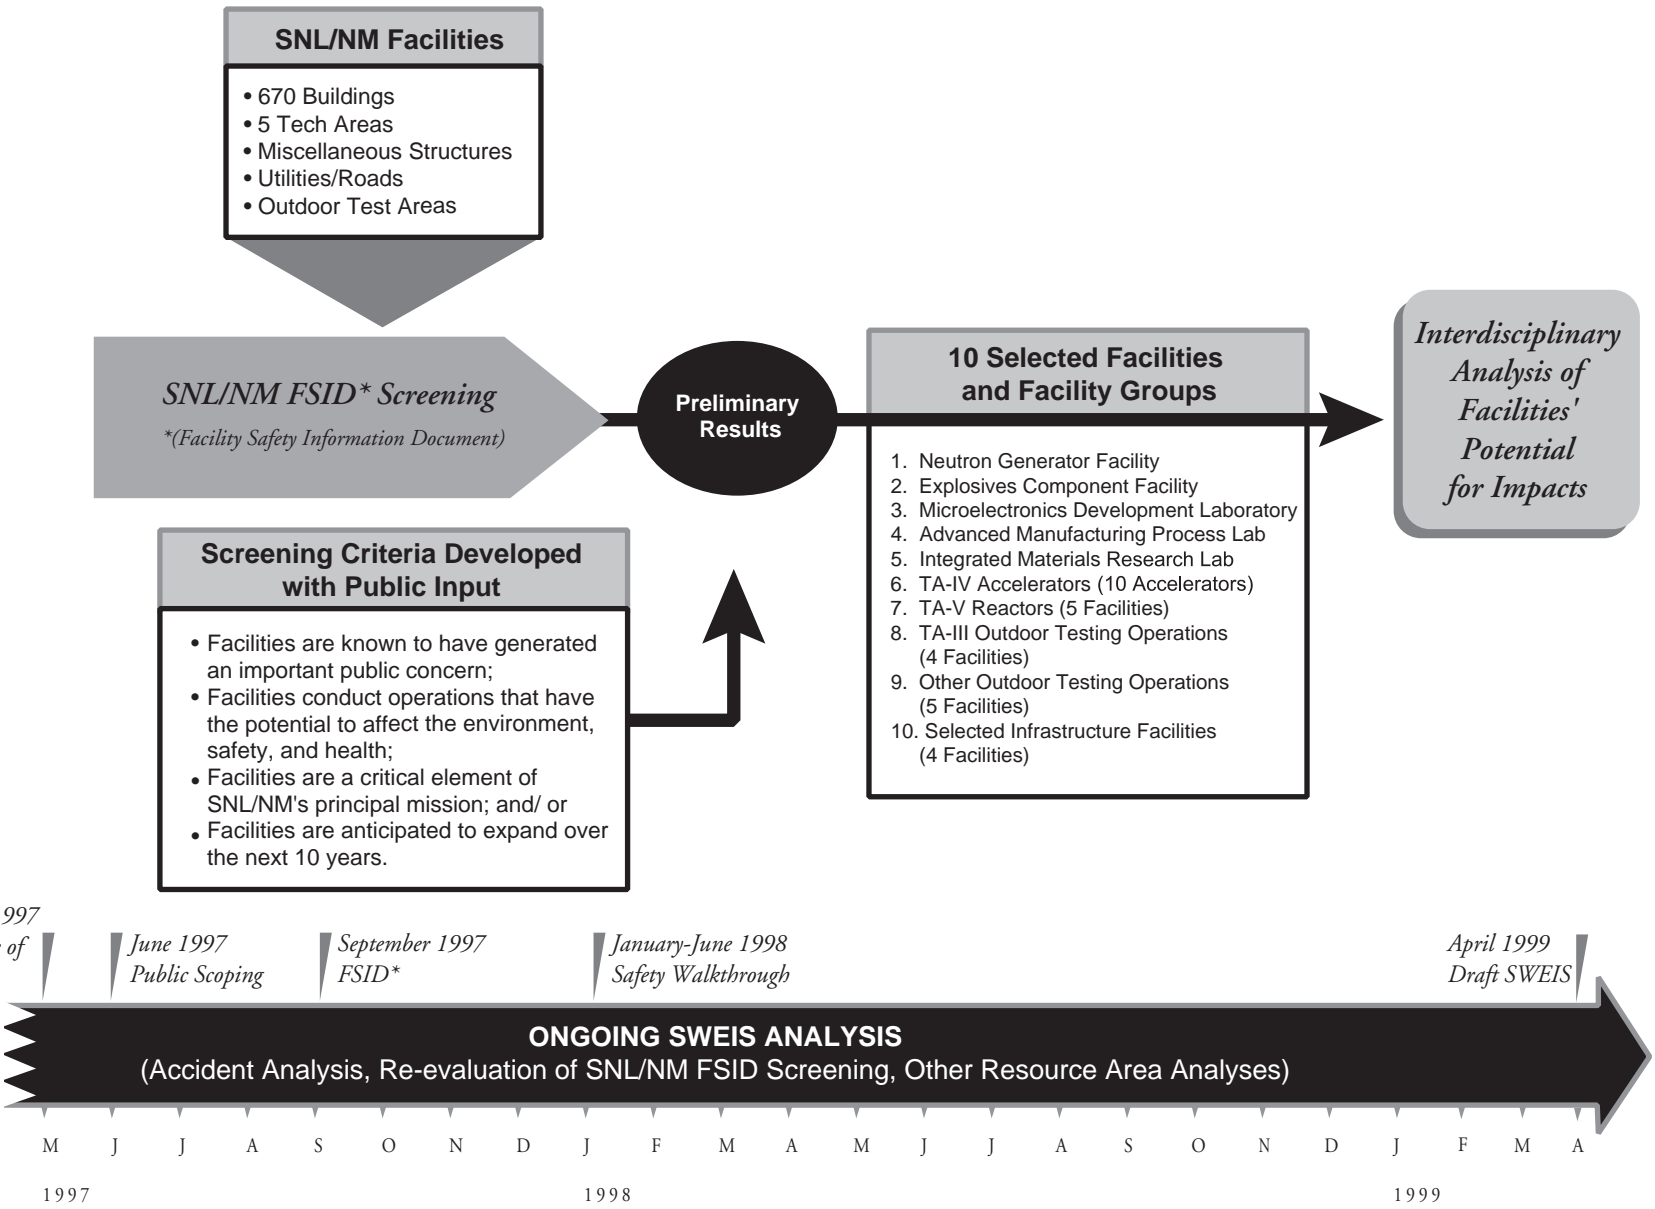 SNL/NM Facilities
• 670 Buildings
• 5 Tech Areas
• Miscellaneous Structures
• Utilities/Roads
• Outdoor Test Areas
SNL/NM FSID* Screening
*(Facility Safety Information Document)
Preliminary
Results
10 Selected Facilities
and Facility Groups
1. Neutron Generator Facility
2. Explosives Component Facility
3. Microelectronics Development Laboratory
4. Advanced Manufacturing Process Lab
5. Integrated Materials Research Lab
6. TA-IV Accelerators (10 Accelerators)
7. TA-V Reactors (5 Facilities)
8. TA-III Outdoor Testing Operations
(4 Facilities)
9. Other Outdoor Testing Operations
(5 Facilities)
10. Selected Infrastructure Facilities
(4 Facilities)
Interdisciplinary
Analysis of
Facilities'
Potential
for Impacts
Screening Criteria Developed
with Public Input
• Facilities are known to have generated
an important public concern;
• Facilities conduct operations that have
the potential to affect the environment,
safety, and health;
• Facilities are a critical element of
SNL/NM's principal mission; and/ or
• Facilities are anticipated to expand over
the next 10 years.
997
of
June 1997
Public Scoping
September 1997
FSID*
January-June 1998
Safety Walkthrough
April 1999
Draft SWEIS
ONGOING SWEIS ANALYSIS
(Accident Analysis, Re-evaluation of SNL/NM FSID Screening, Other Resource Area Analyses)
M J J A S O N D J F M A M J J A S O N D J F M A
1997 1998 1999